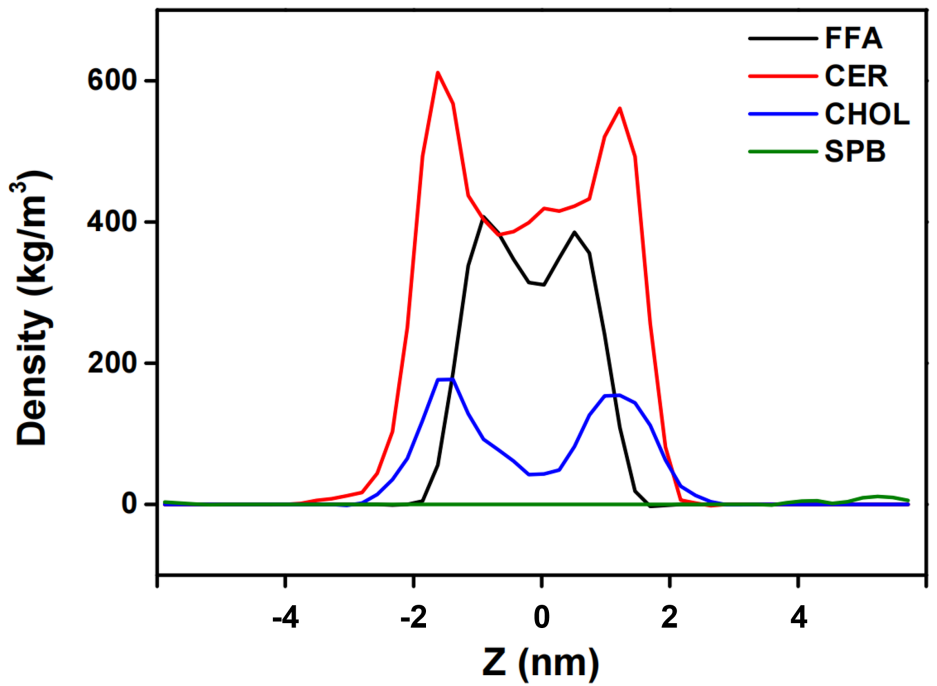 FFA
CER
CHOL
SPB
600
400
200
0
Density (kg/m³)
-4
-2
0
2
4
Z (nm)